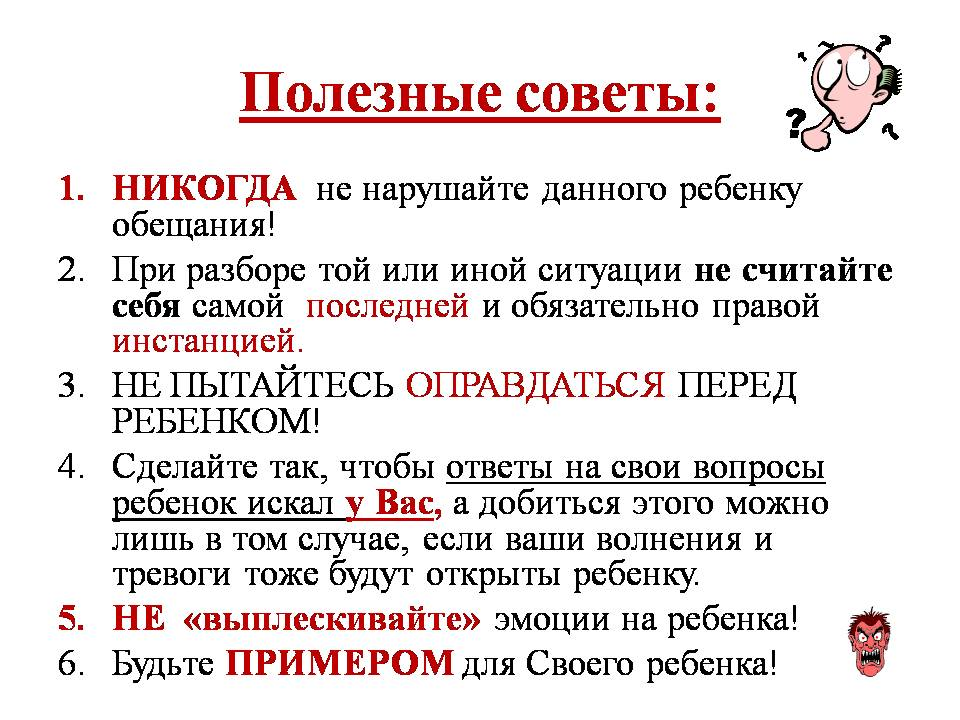 Полезные советы:
1. НИКОГДА не нарушайте данного ребенку
обещания!
2. При разборе той или иной ситуации не считайте
себя самой последней и обязательно правой
инстанцией.
3. НЕ ПЫТАЙТЕСЬ ОПРАВДАТЬСЯ ПЕРЕД
РЕБЕНКОМ!
4. Сделайте так, чтобы ответы на свои вопросы
ребенок искал у Вас, а добиться этого можно
лишь в том случае, если ваши волнения и
тревоги тоже будут открыты ребенку.
5. НЕ «выплескивайте» эмоции на ребенка!
6. Будьте ПРИМЕРОМ для Своего ребенка!